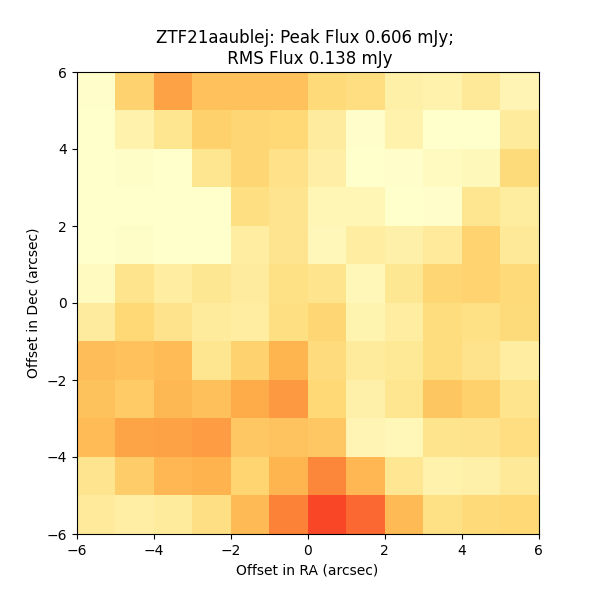 ZTF21aaublej: Peak Flux 0.606 mJy;
RMS Flux 0.138 mJy
6
4
2
0
−2
−4
−6
Offset in Dec (arcsec)
−6 −4 −2 0 2 4 6
Offset in RA (arcsec)